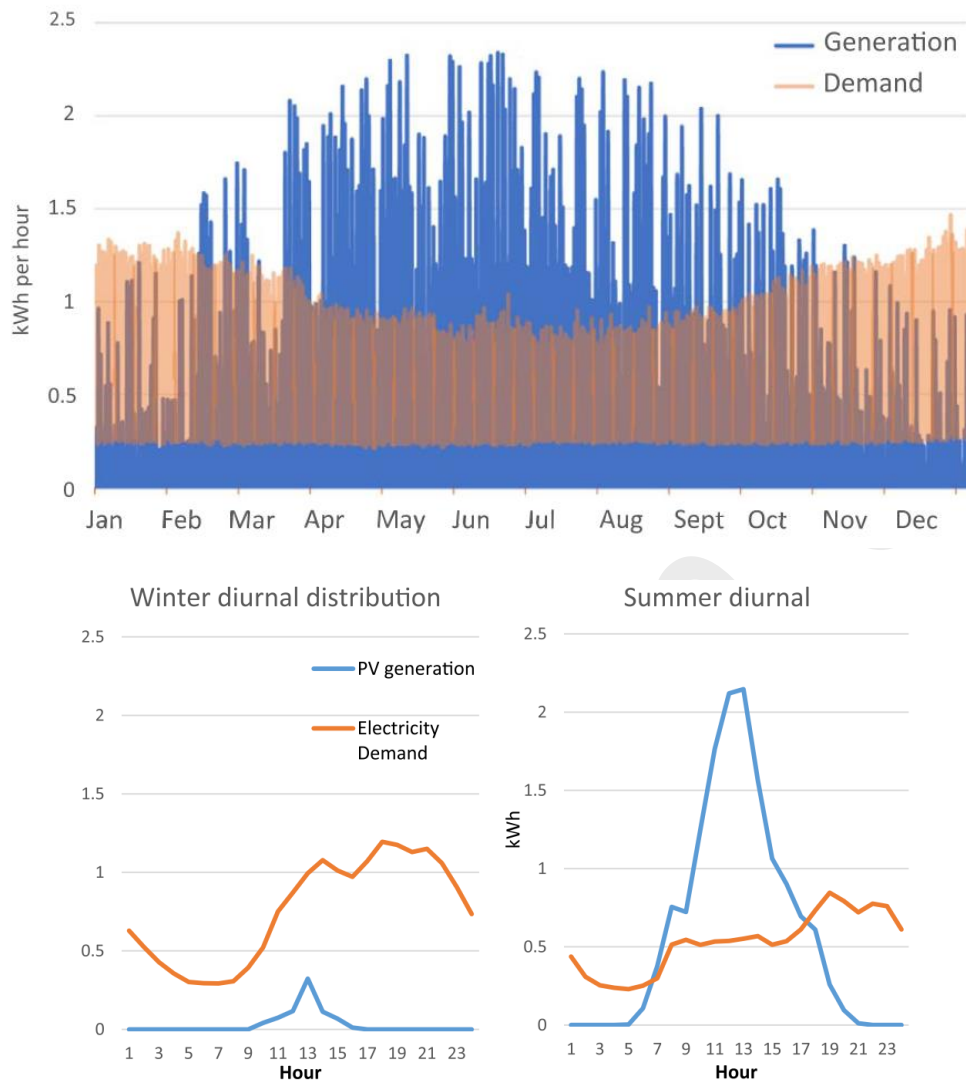 2.5
Generation
Demand
2
1.5
kWh per hour
1
0.5
0
Jan Feb Mar Apr May Jun Jul Aug Sept Oct Nov Dec
Winter diurnal distribution
2.5
PV generation
2
Electricity
Demand
1.5
1
0.5
0
1 3 5 7 9 11 13 15 17 19 21 23
Hour
Summer diurnal
2.5
2
1.5
kWh
1
0.5
0
1 3 5 7 9 11 13 15 17 19 21 23
Hour